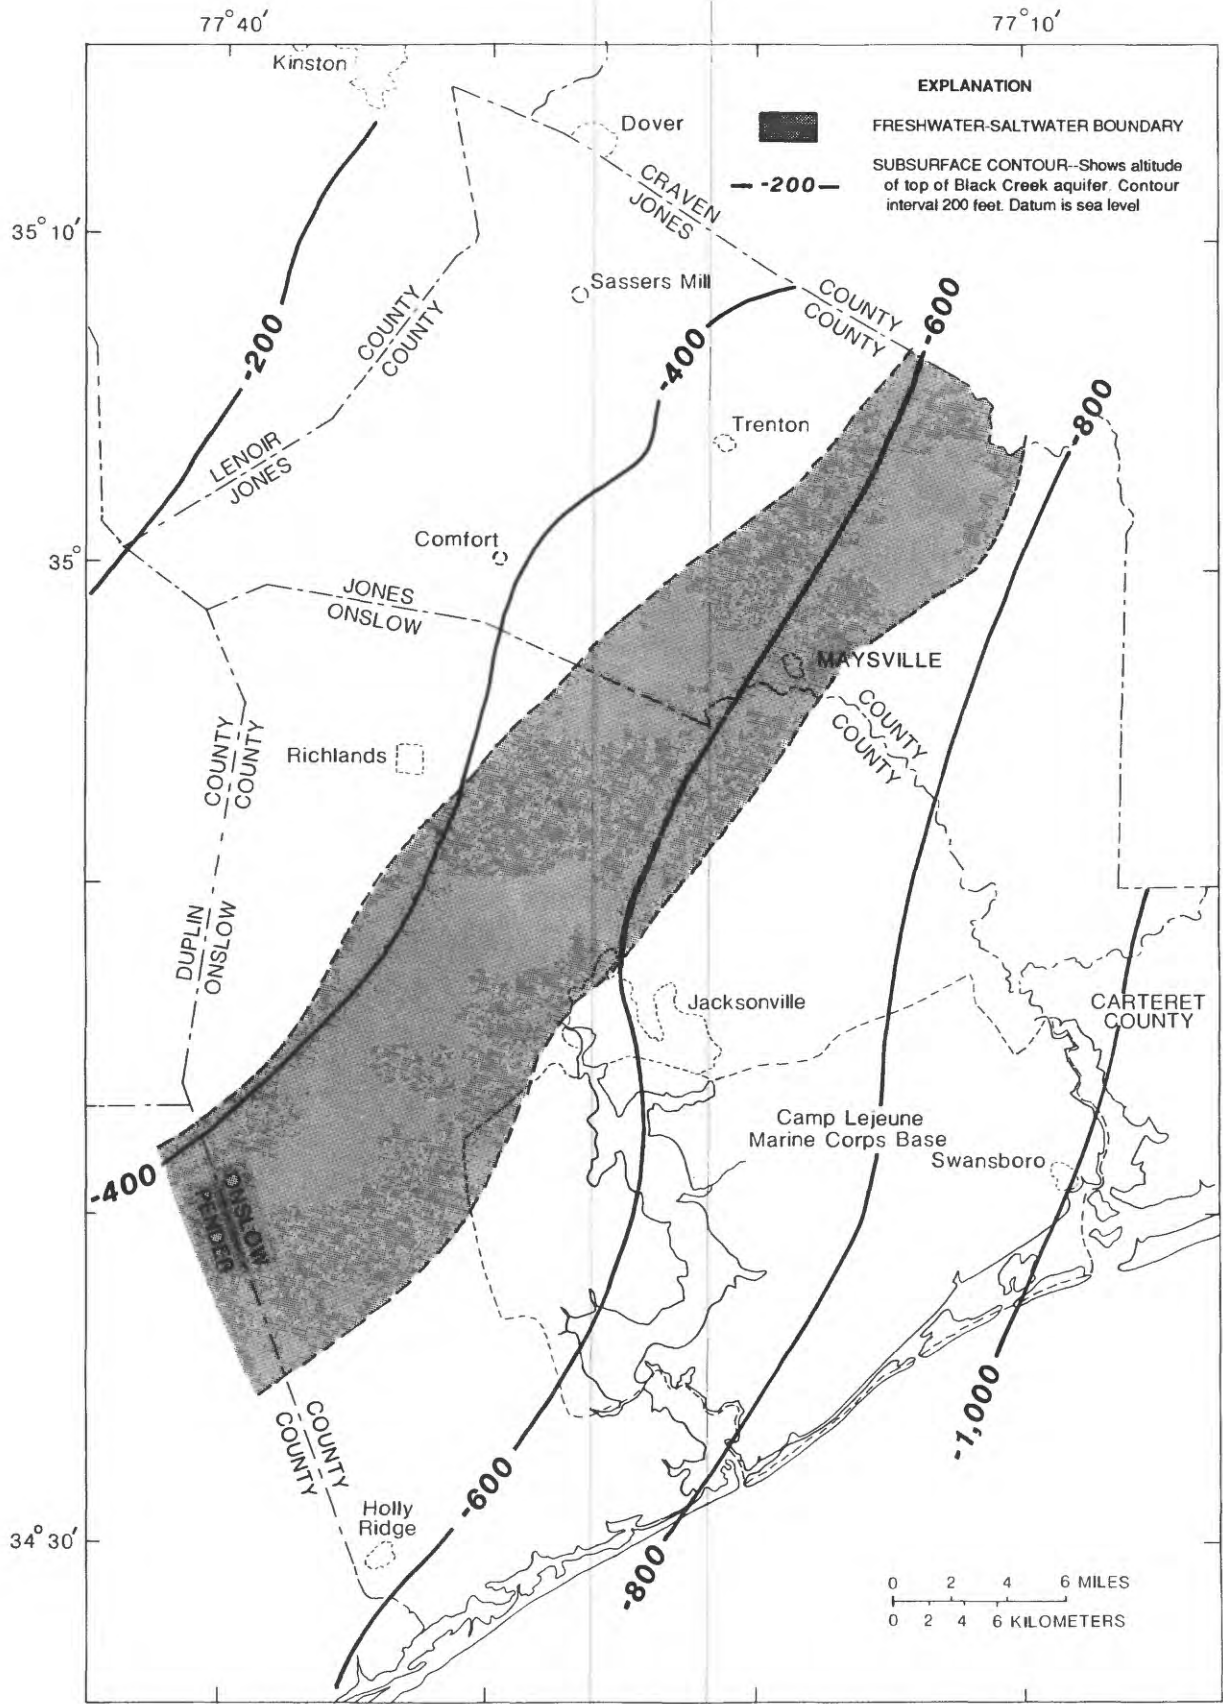 77°40′
77°10′
Kinston
EXPLANATION
FRESHWATER-SALTWATER BOUNDARY
Dover
SUBSURFACE CONTOUR--Shows altitude
-200
of top of Black Creek aquifer. Contour
interval 200 feet. Datum is sea level
CRAVEN
JONES
35°10′
Sassers Mill
COUNTY
COUNTY
-600
-200
COUNTY
COUNTY
-400
-800
Trenton
LENOIR
JONES
Comfort
35°
JONES
ONSLOW
MAYSVILLE
COUNTY
COUNTY
Richlands
COUNTY
COUNTY
DUPLIN
ONSLOW
Jacksonville
CARTERET
COUNTY
Camp Lejeune
Marine Corps Base
Swansboro
-400
ONSLOW
PENDER
COUNTY
COUNTY
-1,000
-600
Holly
Ridge
34°30′
-800
0 2 4 6 MILES
0 2 4 6 KILOMETERS